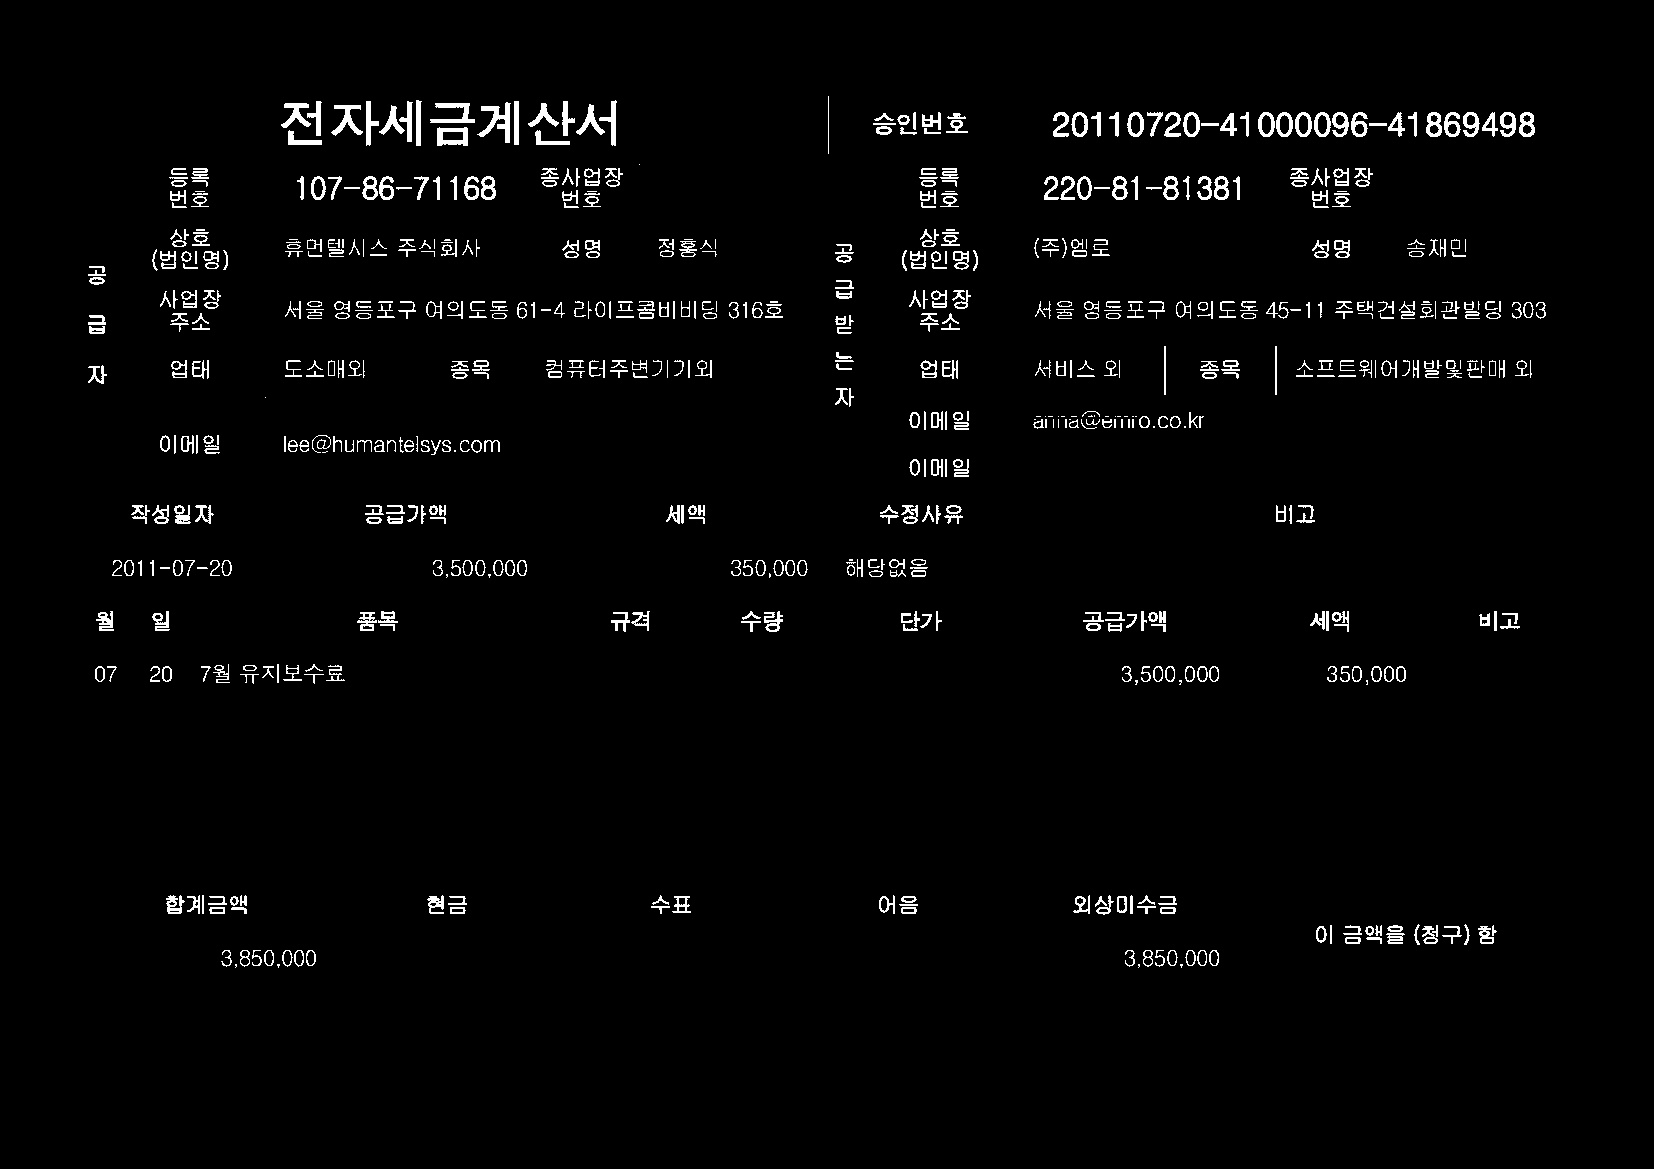 전자세금계산서 승인번호 20110720-41000096-41869498
등록번호 107-86-71168 종사업장번호 등록번호 220-81-81381 종사업장번호
공급자 공급받는자
상호(법인명) 휴먼텔시스 주식회사 성명 정홍식 상호(법인명) (주)엠로 성명 송재민
사업장주소 서울 영등포구 여의도동 61-4 라이프콤비비딩 316호 사업장주소 서울 영등포구 여의도동 45-11 주택건설회관빌딩 303
업태 도소매외 종목 컴퓨터주변기기외 업태 서비스 외 종목 소프트웨어개발및판매 외
이메일 lee@humantelsys.com 이메일 anna@emro.co.kr
이메일
작성일자 공급가액 세액 수정사유 비고
2011-07-20 3,500,000 350,000 해당없음
월 일 품목 규격 수량 단가 공급가액 세액 비고
07 20 7월 유지보수료 3,500,000 350,000
합계금액 현금 수표 어음 외상미수금 이 금액을 (청구) 함
3,850,000 3,850,000